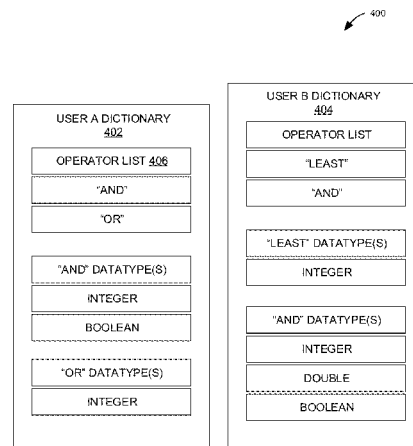 400
USER A DICTIONARY
402
OPERATOR LIST 406
"AND"
"OR"
"AND" DATATYPE(S)
INTEGER
BOOLEAN
"OR" DATATYPE(S)
INTEGER
USER B DICTIONARY
404
OPERATOR LIST
"LEAST"
"AND"
"LEAST" DATATYPE(S)
INTEGER
"AND" DATATYPE(S)
INTEGER
DOUBLE
BOOLEAN